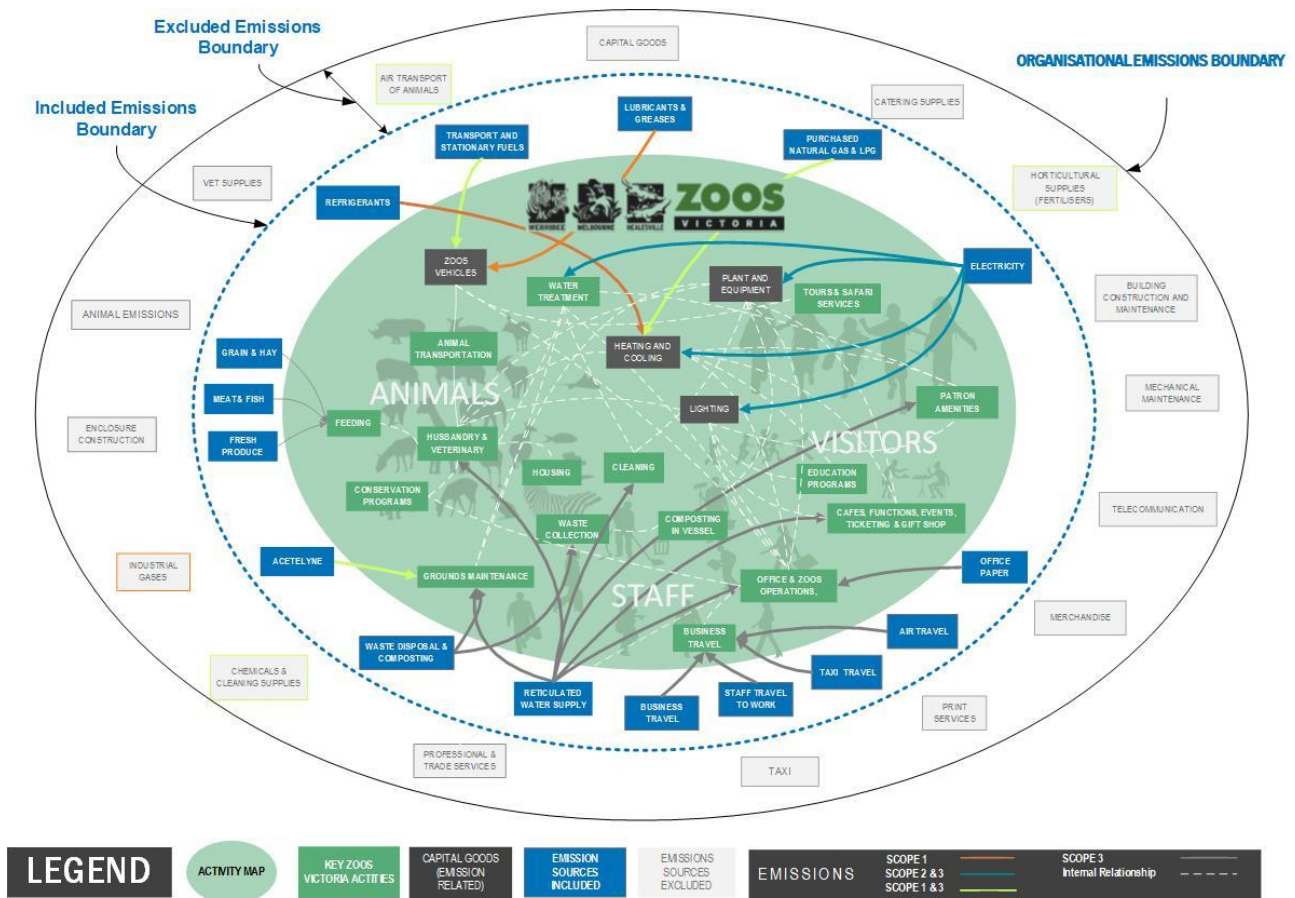 Excluded Emissions
Boundary
CAPITAL GOODS
ORGANISATIONAL EMISSIONS BOUNDARY
AIR TRANSPORT
OF ANIMALS
Included Emissions
Boundary
LUBRICANTS &
GREASES
CATERING SUPPLIES
TRANSPORT AND
STATIONARY FUELS
PURCHASED
NATURAL GAS & LPG
VET SUPPLIES
HORTICULTURAL
SUPPLIES
(FERTILISERS)
REFRIGERANTS
ZOOS
VICTORIA
WERRIBEE
MELBOURNE
HEALESVILLE
ZOOS
VEHICLES
WATER
TREATMENT
PLANT AND
EQUIPMENT
TOURS & SAFARI
SERVICES
ELECTRICITY
BUILDING
CONSTRUCTION AND
MAINTENANCE
ANIMAL EMISSIONS
GRAIN & HAY
ANIMAL
TRANSPORTATION
HEATING AND
COOLING
MEAT& FISH
ANIMALS
LIGHTING
PATRON
AMENITIES
MECHANICAL
MAINTENANCE
ENCLOSURE
CONSTRUCTION
FRESH
PRODUCE
FEEDING
HUSBANDRY &
VETERINARY
VISITORS
HOUSING
CLEANING
EDUCATION
PROGRAMS
CONSERVATION
PROGRAMS
WASTE
COLLECTION
COMPOSTING
IN VESSEL
CAFES, FUNCTIONS, EVENTS,
TICKETING & GIFT SHOP
TELECOMMUNICATION
INDUSTRIAL
GASES
ACETELYNE
GROUNDS MAINTENANCE
STAFF
OFFICE & ZOOS
OPERATIONS,
OFFICE
PAPER
MERCHANDISE
WASTE DISPOSAL &
COMPOSTING
BUSINESS
TRAVEL
AIR TRAVEL
TAXI TRAVEL
CHEMICALS &
CLEANING SUPPLIES
RETICULATED
WATER SUPPLY
BUSINESS
TRAVEL
STAFF TRAVEL
TO WORK
PRINT
SERVICES
PROFESSIONAL &
TRADE SERVICES
TAXI
LEGEND
ACTIVITY MAP
KEY ZOOS
VICTORIA ACTITIES
CAPITAL GOODS
(EMISSION
RELATED)
EMISSION
SOURCES
INCLUDED
EMISSIONS
SOURCES
EXCLUDED
EMISSIONS
SCOPE 1
SCOPE 2 & 3
SCOPE 1 & 3
SCOPE 3
Internal Relationship